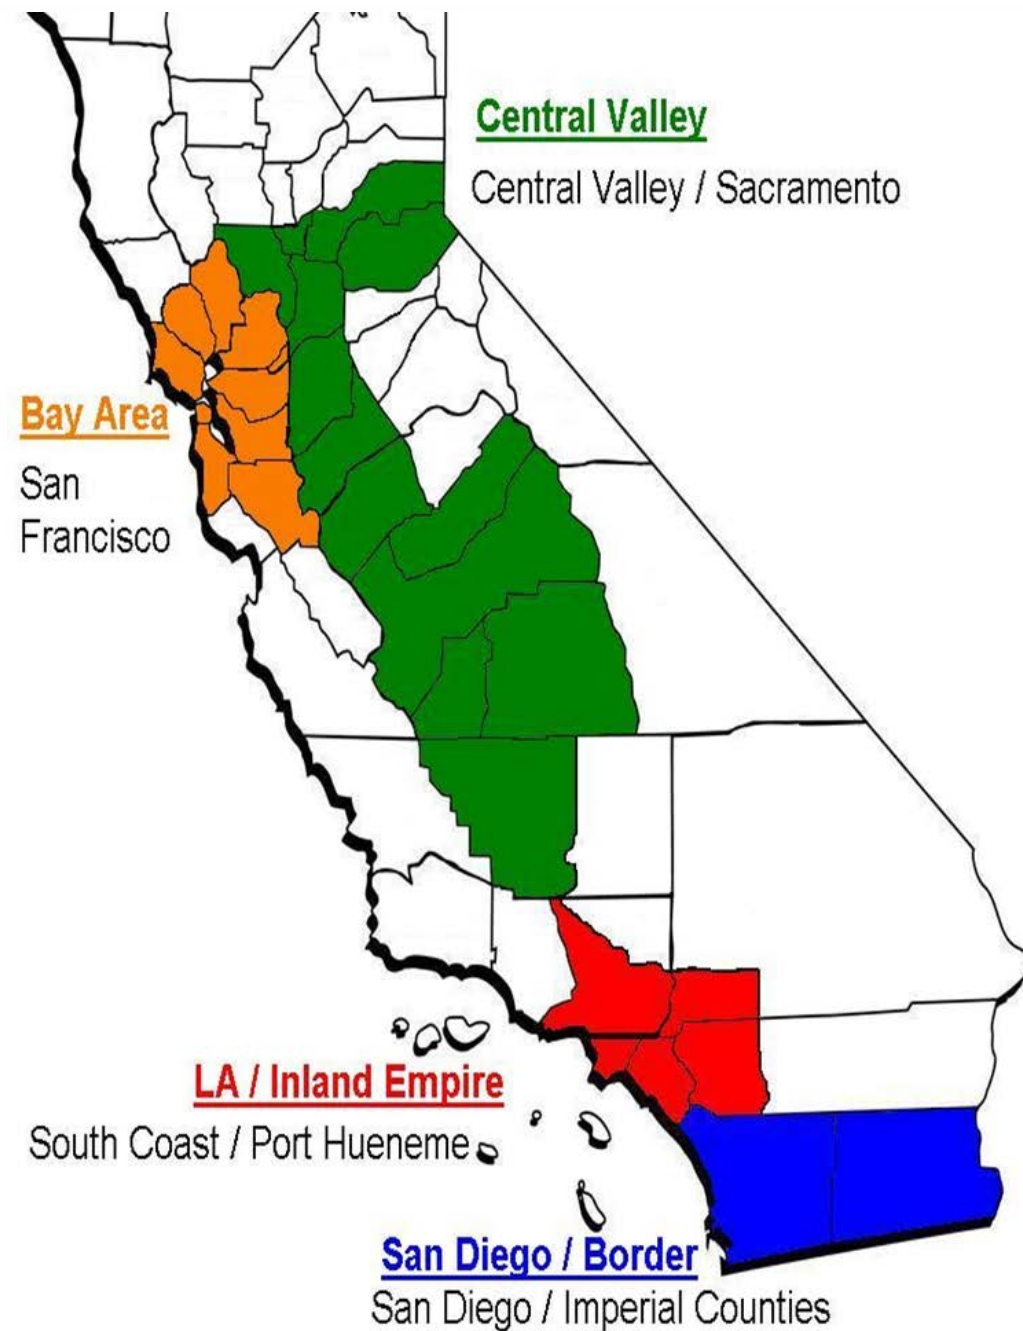 Central Valley
Central Valley / Sacramento
Bay Area
San
Francisco
LA / Inland Empire
South Coast / Port Hueneme
San Diego / Border
San Diego / Imperial Counties